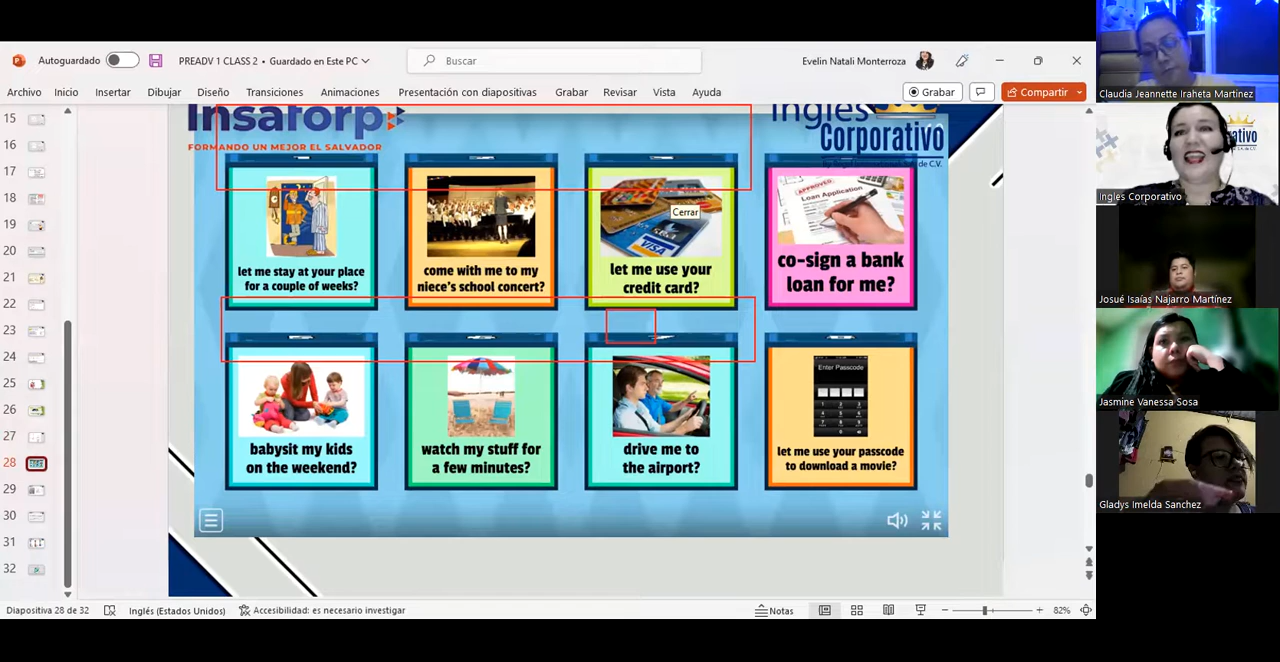 Autoguardado
PREADV 1 CLASS 2 • Guardado en Este PC
Buscar
Evelin Natali Monterroza
Archivo Inicio Insertar Dibujar Diseño Transiciones Animaciones Presentación con diapositivas Grabar Revisar Vista Ayuda
Grabar
Compartir
15
16
17
18
19
20
21
22
23
24
25
26
27
28
29
30
31
32
Insaforp
FORMANDO UN MEJOR EL SALVADOR
Inglés
Corporativo
S.A. de C.V.
let me stay at your place
for a couple of weeks?
come with me to my
niece's school concert?
VISA
Cerrar
let me use your
credit card?
APPROVED
Loan Application
co-sign a bank
loan for me?
babysit my kids
on the weekend?
watch my stuff for
a few minutes?
drive me to
the airport?
Enter Passcode
let me use your passcode
to download a movie?
Diapositiva 28 de 32
Inglés (Estados Unidos)
Accesibilidad: es necesario investigar
Notas
82%
Claudia Jeannette Iraheta Martinez
Ingles Corporativo
Josué Isaías Najarro Martínez
Jasmine Vanessa Sosa
Gladys Imelda Sanchez